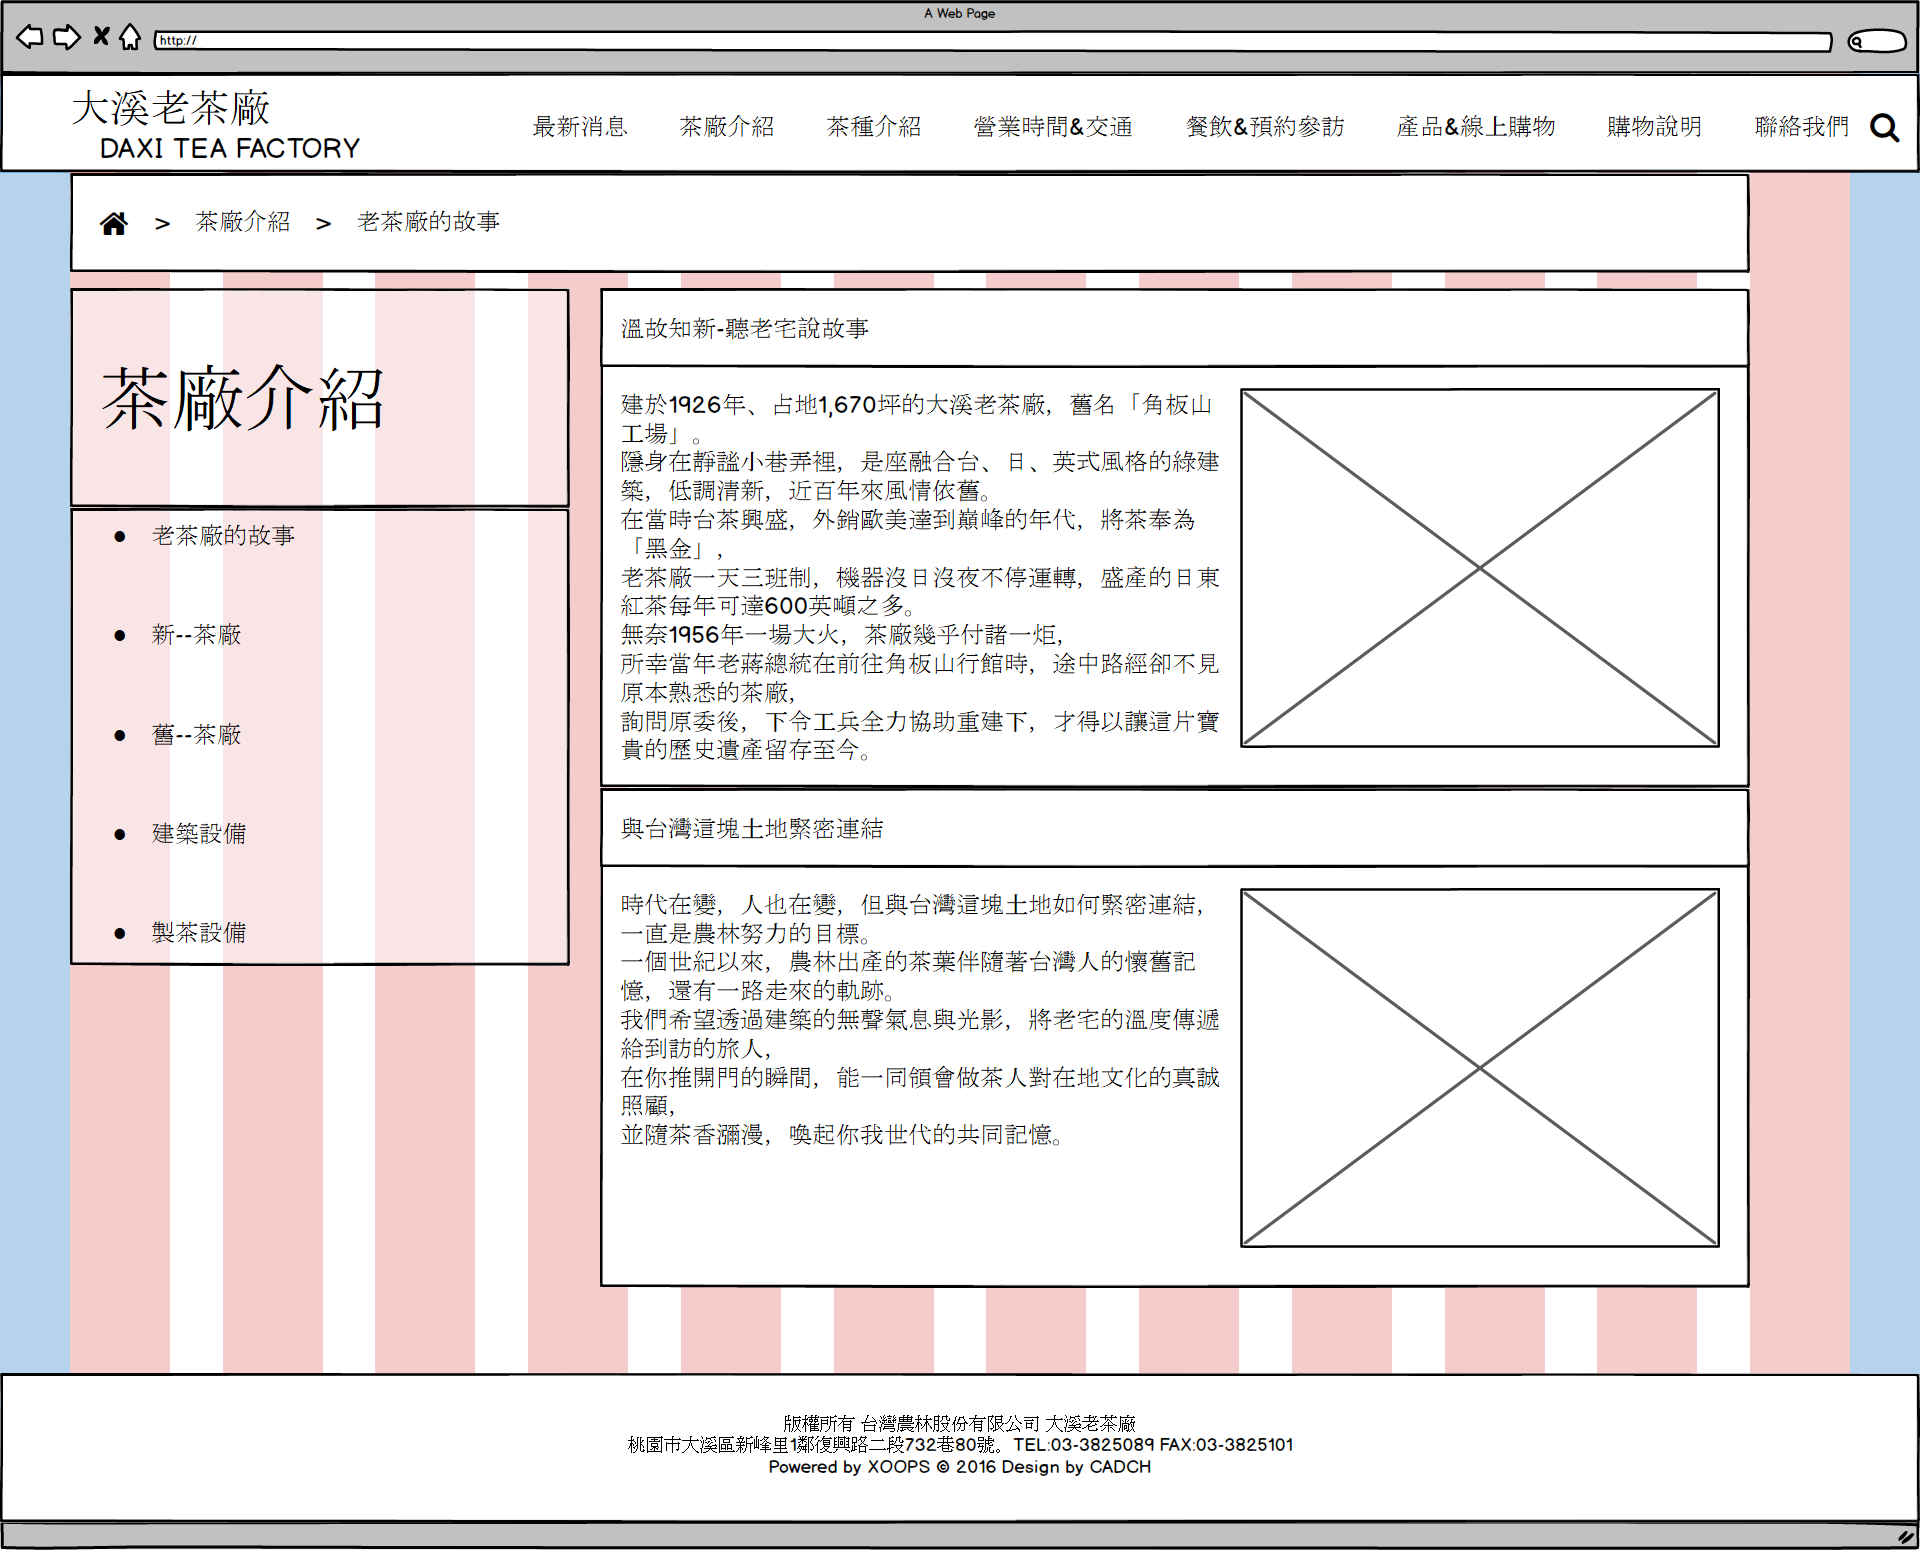 A Web Page
http://
大溪老茶廠
DAXI TEA FACTORY
最新消息 茶廠介紹 茶種介紹 營業時間&交通 餐飲&預約參訪 產品&線上購物 購物說明 聯絡我們
> 茶廠介紹 > 老茶廠的故事
茶廠介紹
老茶廠的故事
新--茶廠
舊--茶廠
建築設備
製茶設備
溫故知新-聽老宅說故事
建於1926年、占地1,670坪的大溪老茶廠，舊名「角板山
工場」。
隱身在靜謐小巷弄裡，是座融合台、日、英式風格的綠建
築，低調清新，近百年來風情依舊。
在當時台茶興盛，外銷歐美達到巔峰的年代，將茶奉為
「黑金」，
老茶廠一天三班制，機器沒日沒夜不停運轉，盛產的日東
紅茶每年可達600英噸之多。
無奈1956年一場大火，茶廠幾乎付諸一炬，
所幸當年老蔣總統在前往角板山行館時，途中路經卻不見
原本熟悉的茶廠，
詢問原委後，下令工兵全力協助重建下，才得以讓這片寶
貴的歷史遺產留存至今。
與台灣這塊土地緊密連結
時代在變，人也在變，但與台灣這塊土地如何緊密連結，
一直是農林努力的目標。
一個世紀以來，農林出產的茶葉伴隨著台灣人的懷舊記
憶，還有一路走來的軌跡。
我們希望透過建築的無聲氣息與光影，將老宅的溫度傳遞
給到訪的旅人，
在你推開門的瞬間，能一同領會做茶人對在地文化的真誠
照顧，
並隨茶香瀰漫，喚起你我世代的共同記憶。
版權所有 台灣農林股份有限公司 大溪老茶廠
桃園市大溪區新峰里1鄰復興路二段732巷80號。TEL:03-3825089 FAX:03-3825101
Powered by XOOPS © 2016 Design by CADCH